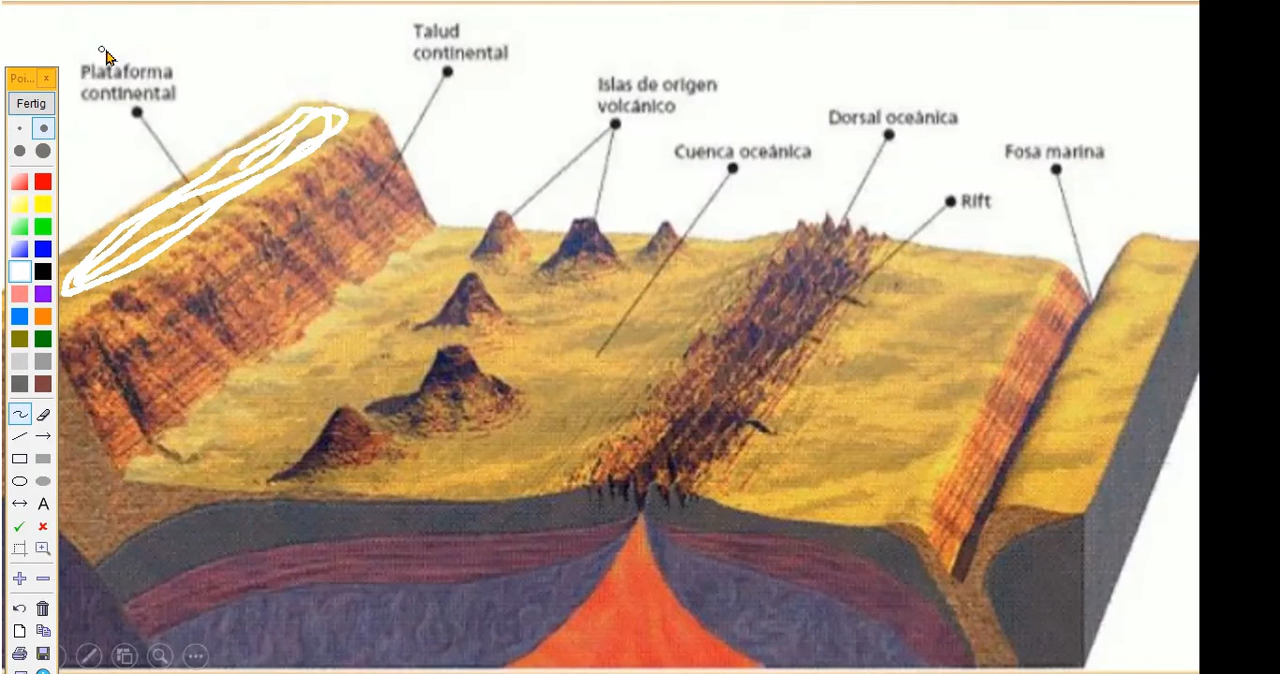 Talud
continental
Plataforma
continental
Islas de origen
volcánico
Dorsal oceánica
Cuenca oceánica
Fosa marina
Rift
Poi... x
Fertig
A